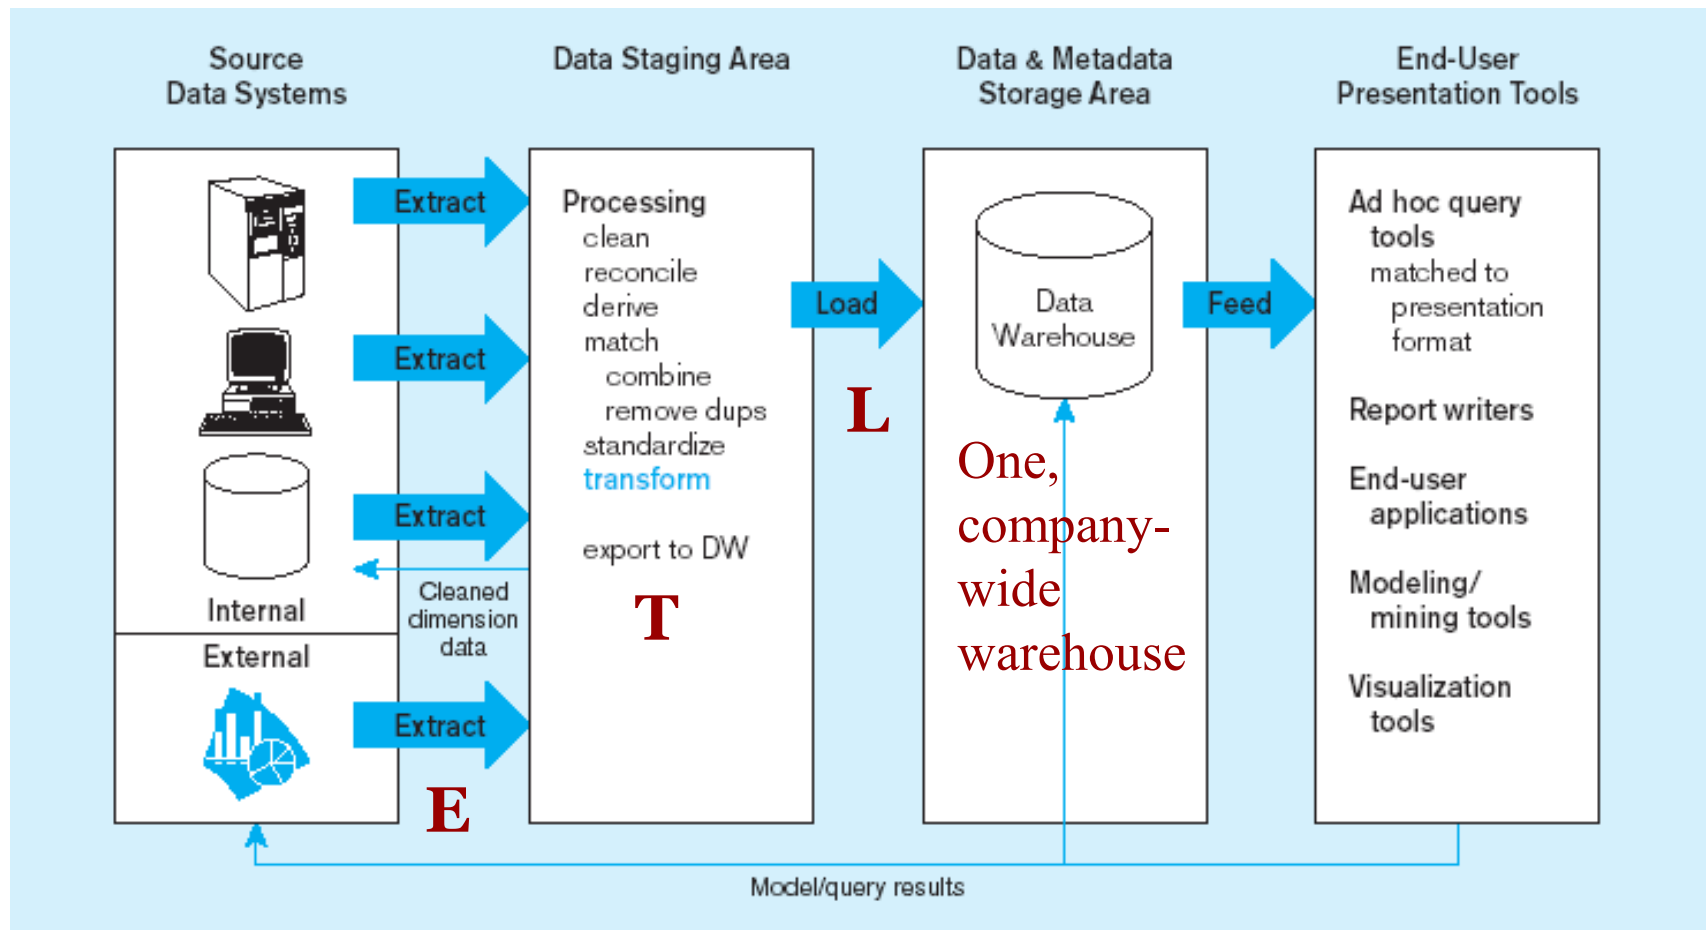 Source
Data Systems
Data Staging Area
Data & Metadata
Storage Area
End-User
Presentation Tools
Extract
Extract
Extract
Internal
External
Extract
E
Cleaned
dimension
data
Processing
clean
reconcile
derive
match
combine
remove dups
standardize
transform
export to DW
T
Load
L
Data
Warehouse
One,
company-
wide
warehouse
Feed
Ad hoc query
tools
matched to
presentation
format
Report writers
End-user
applications
Modeling/
mining tools
Visualization
tools
Model/query results